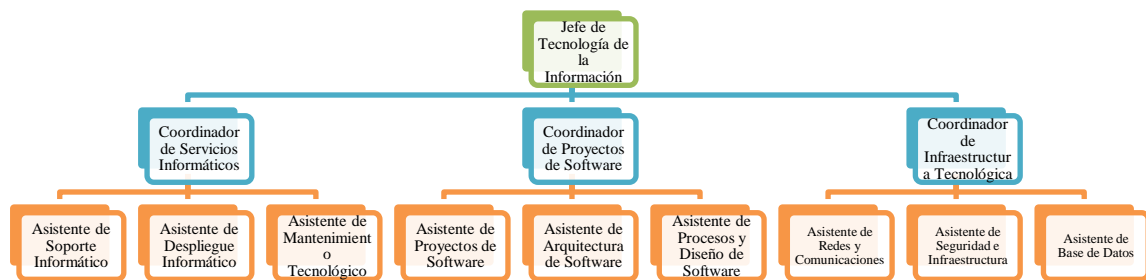 Jefe de
Tecnología de
la
Información
Coordinador
de Servicios
Informáticos
Coordinador
de Proyectos
de Software
Coordinador
de
Infraestructur
a Tecnológica
Asistente de
Soporte
Informático
Asistente de
Despliegue
Informático
Asistente de
Mantenimient
o
Tecnológico
Asistente de
Proyectos de
Software
Asistente de
Arquitectura
de Software
Asistente de
Procesos y
Diseño de
Software
Asistente de
Redes y
Comunicaciones
Asistente de
Seguridad e
Infraestructura
Asistente de
Base de Datos